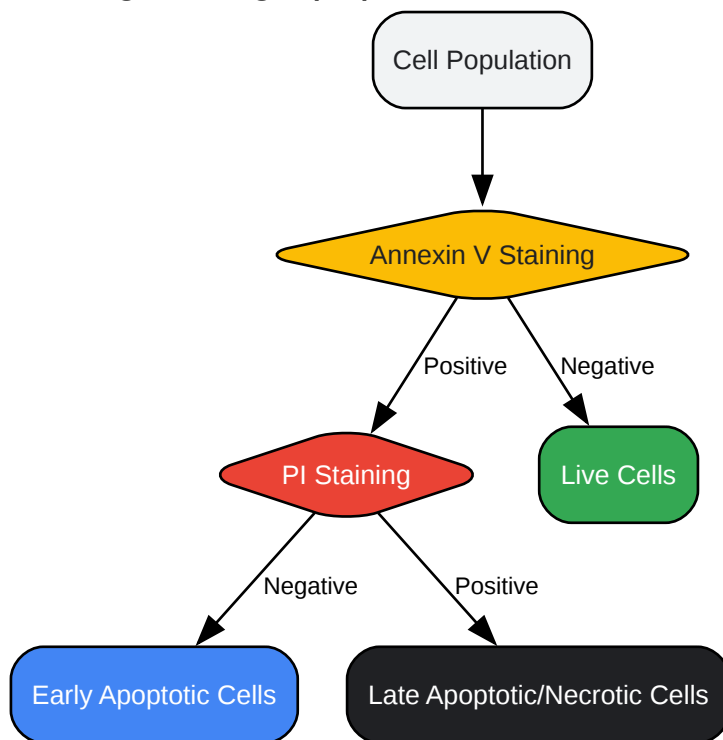 Cell Population
Annexin V Staining
Positive
Negative
PI Staining
Live Cells
Negative
Positive
Early Apoptotic Cells
Late Apoptotic/Necrotic Cells